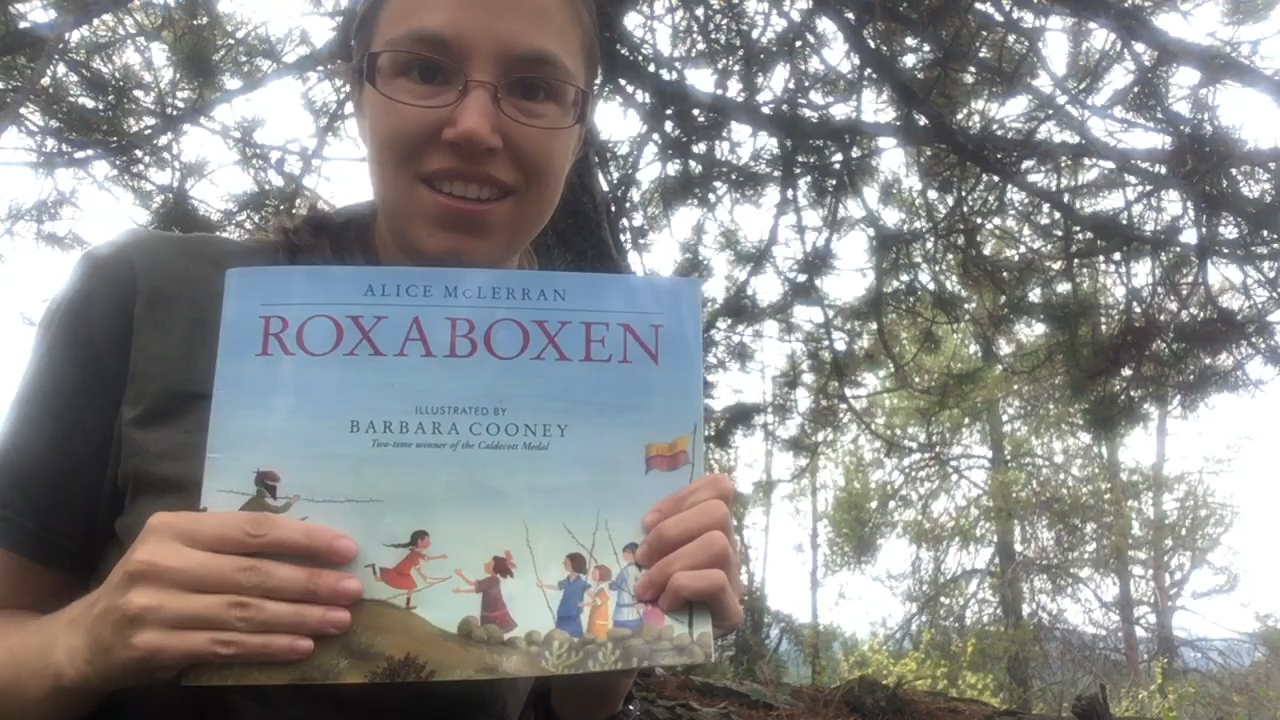 ALICE McLERRAN
ROXABOXEN
ILLUSTRATED BY
BARBARA COONEY
Two-time winner of the Caldecott Medal